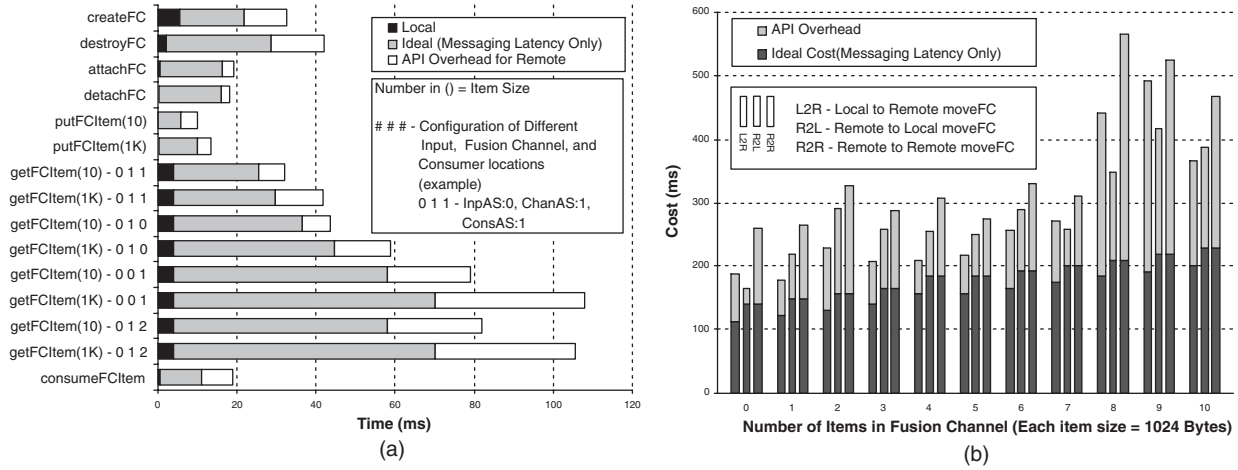 createFC
destroyFC
attachFC
detachFC
putFCItem(10)
putFCItem(1K)
getFCItem(10) - 0 1 1
getFCItem(1K) - 0 1 1
getFCItem(10) - 0 1 0
getFCItem(1K) - 0 1 0
getFCItem(10) - 0 0 1
getFCItem(1K) - 0 0 1
getFCItem(10) - 0 1 2
getFCItem(1K) - 0 1 2
consumeFCItem
Local
Ideal (Messaging Latency Only)
API Overhead for Remote
Number in () = Item Size
# # # - Configuration of Different
Input, Fusion Channel, and
Consumer locations
(example)
0 1 1 - InpAS:0, ChanAS:1,
ConsAS:1
0 20 40 60 80 100 120
Time (ms)
(a)
Cost (ms)
600
500
400
300
200
100
0
API Overhead
Ideal Cost(Messaging Latency Only)
L2R
R2L
R2R
L2R - Local to Remote moveFC
R2L - Remote to Local moveFC
R2R - Remote to Remote moveFC
0 1 2 3 4 5 6 7 8 9 10
Number of Items in Fusion Channel (Each item size = 1024 Bytes)
(b)